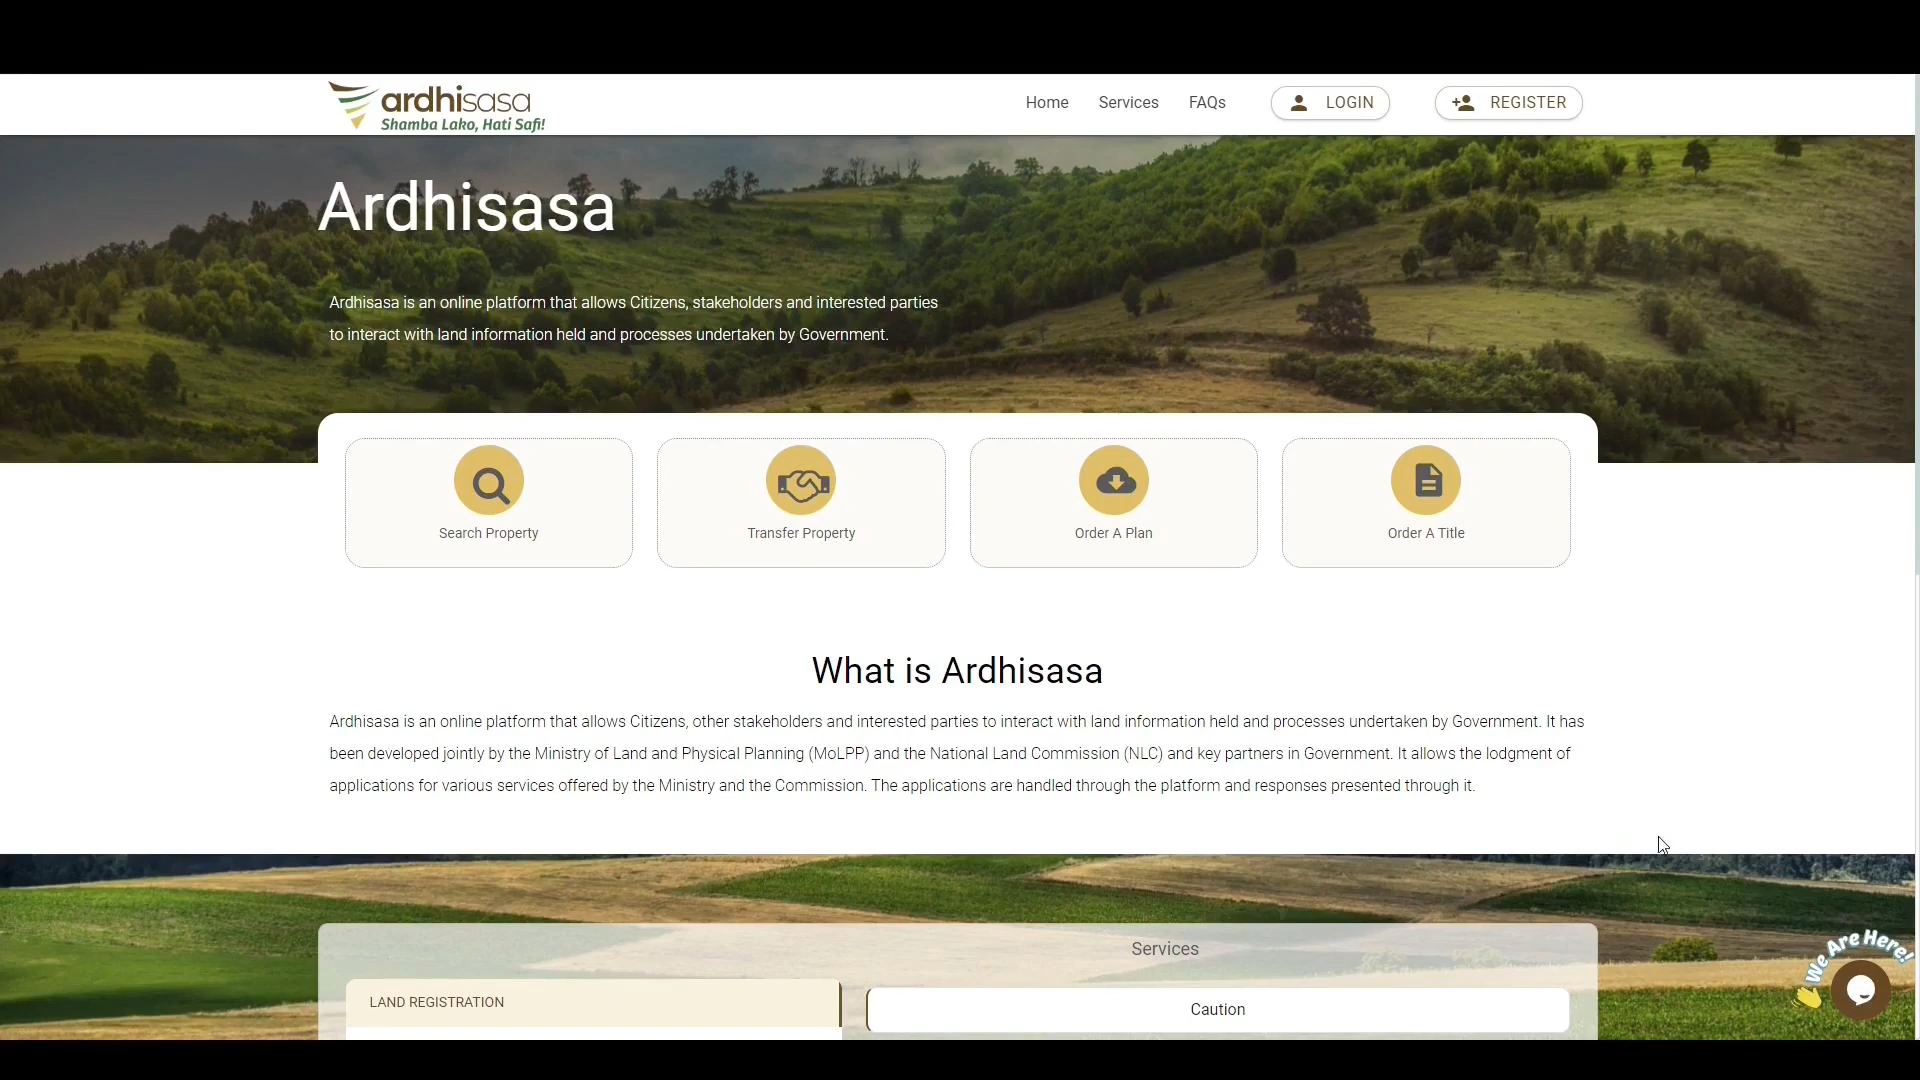 ardhisasa
Shamba Lako, Hati Safi!
Home
Services
FAQs
LOGIN
REGISTER
Ardhisasa
Ardhisasa is an online platform that allows Citizens, stakeholders and interested parties
to interact with land information held and processes undertaken by Government.
Search Property
Transfer Property
Order A Plan
Order A Title
What is Ardhisasa
Ardhisasa is an online platform that allows Citizens, other stakeholders and interested parties to interact with land information held and processes undertaken by Government. It has
been developed jointly by the Ministry of Land and Physical Planning (MoLPP) and the National Land Commission (NLC) and key partners in Government. It allows the lodgment of
applications for various services offered by the Ministry and the Commission. The applications are handled through the platform and responses presented through it.
Services
LAND REGISTRATION
Caution
We Are Here!